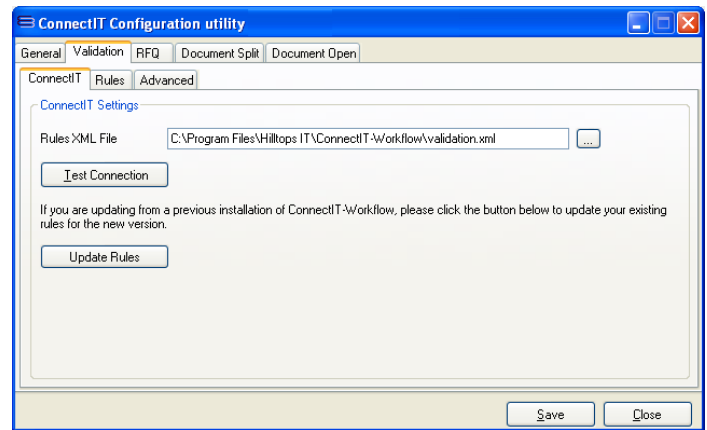 ConnectIT Configuration utility
General Validation RFQ Document Split Document Open
ConnectIT Rules Advanced
ConnectIT Settings
Rules XML File C:\Program Files\Hilltops IT\ConnectIT-Workflow\validation.xml ...
Test Connection
If you are updating from a previous installation of ConnectIT-Workflow, please click the button below to update your existing
rules for the new version.
Update Rules
Save Close